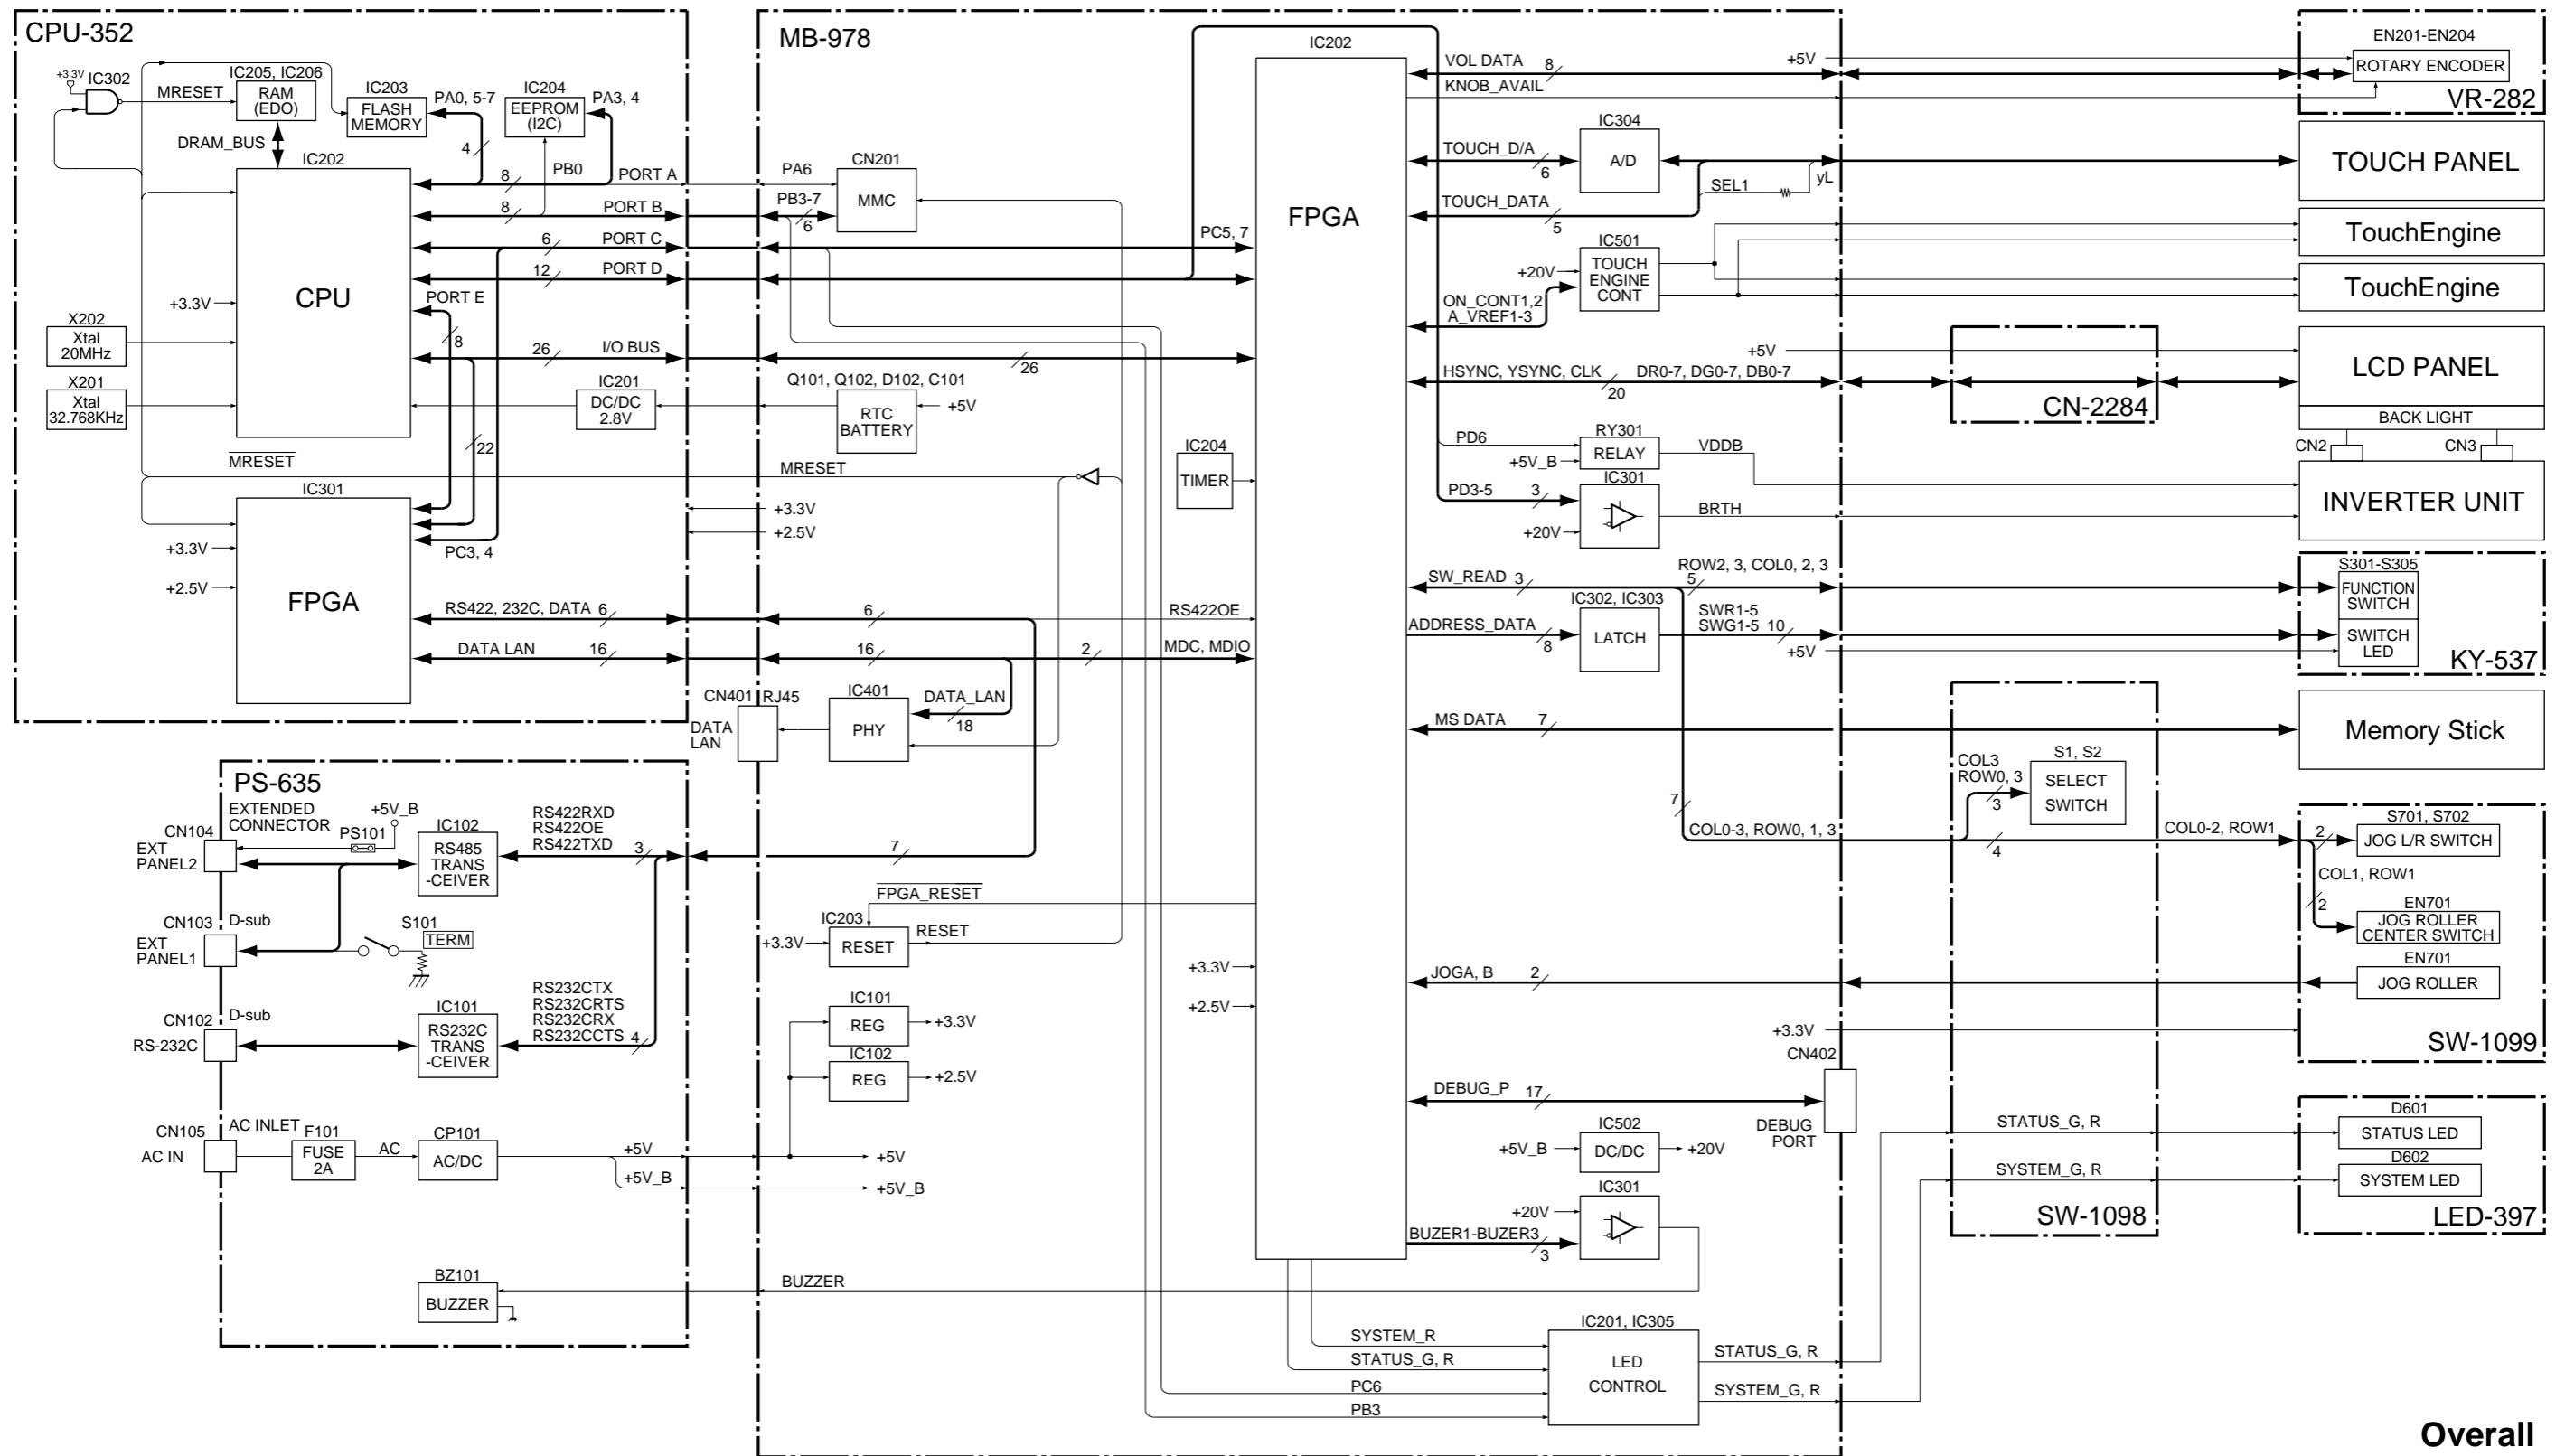 CPU-352
+3.3V
IC302
MRESET
IC205, IC206
RAM
(EDO)
IC203
FLASH
MEMORY
PA0, 5-7
IC204
EEPROM
(I2C)
PA3, 4
DRAM_BUS
4
IC202
CPU
8
PB0
PORT A
8
PORT B
6
PORT C
12
PORT D
PORT E
8
+3.3V
X202
Xtal
20MHz
26
I/O BUS
X201
Xtal
32.768KHz
IC201
DC/DC
2.8V
22
MRESET
IC301
FPGA
+3.3V
+2.5V
PC3, 4
RS422, 232C, DATA
6
DATA LAN
16
MB-978
PA6
CN201
MMC
PB3-7
6
PC5, 7
26
Q101, Q102, D102, C101
RTC
BATTERY
+5V
MRESET
+3.3V
+2.5V
IC204
TIMER
6
RS422OE
16
2
MDC, MDIO
CN401
RJ45
DATA
LAN
IC401
PHY
DATA_LAN
18
7
FPGA_RESET
IC203
RESET
+3.3V
RESET
IC101
REG
+3.3V
IC102
REG
+2.5V
+5V
+5V_B
BUZZER
IC202
FPGA
+3.3V
+2.5V
VOL DATA
8
+5V
KNOB_AVAIL
IC304
A/D
TOUCH_D/A
6
SEL1
yL
TOUCH_DATA
5
IC501
TOUCH
ENGINE
CONT
+20V
ON_CONT1,2
A_VREF1-3
+5V
HSYNC, YSYNC, CLK
20
DR0-7, DG0-7, DB0-7
RY301
RELAY
PD6
+5V_B
VDDB
IC301
PD3-5
3
BRTH
+20V
SW_READ
3
ROW2, 3, COL0, 2, 3
5
IC302, IC303
LATCH
ADDRESS_DATA
8
SWR1-5
SWG1-5
10
+5V
MS DATA
7
7
COL0-3, ROW0, 1, 3
JOGA, B
2
+3.3V
CN402
DEBUG_P
17
DEBUG
PORT
IC502
+5V_B
DC/DC
+20V
IC301
+20V
BUZER1-BUZER3
3
IC201, IC305
LED
CONTROL
SYSTEM_R
STATUS_G, R
PC6
PB3
STATUS_G, R
SYSTEM_G, R
PS-635
EXTENDED
CONNECTOR
+5V_B
PS101
CN104
EXT
PANEL2
IC102
RS485
TRANS
-CEIVER
RS422RXD
RS422OE
RS422TXD
3
CN103
D-sub
EXT
PANEL1
S101
TERM
CN102
D-sub
RS-232C
IC101
RS232C
TRANS
-CEIVER
RS232CTX
RS232CRTS
RS232CRX
RS232CCTS
4
CN105
AC INLET
AC IN
F101
FUSE
2A
AC
CP101
AC/DC
+5V
+5V_B
BZ101
BUZZER
CN-2284
SW-1098
COL3
ROW0, 3
3
S1, S2
SELECT
SWITCH
4
COL0-2, ROW1
STATUS_G, R
SYSTEM_G, R
EN201-EN204
ROTARY ENCODER
VR-282
TOUCH PANEL
TouchEngine
TouchEngine
LCD PANEL
BACK LIGHT
CN2
CN3
INVERTER UNIT
S301-S305
FUNCTION
SWITCH
SWITCH
LED
KY-537
Memory Stick
S701, S702
2
JOG L/R SWITCH
COL1, ROW1
2
EN701
JOG ROLLER
CENTER SWITCH
EN701
JOG ROLLER
SW-1099
D601
STATUS LED
D602
SYSTEM LED
LED-397
Overall